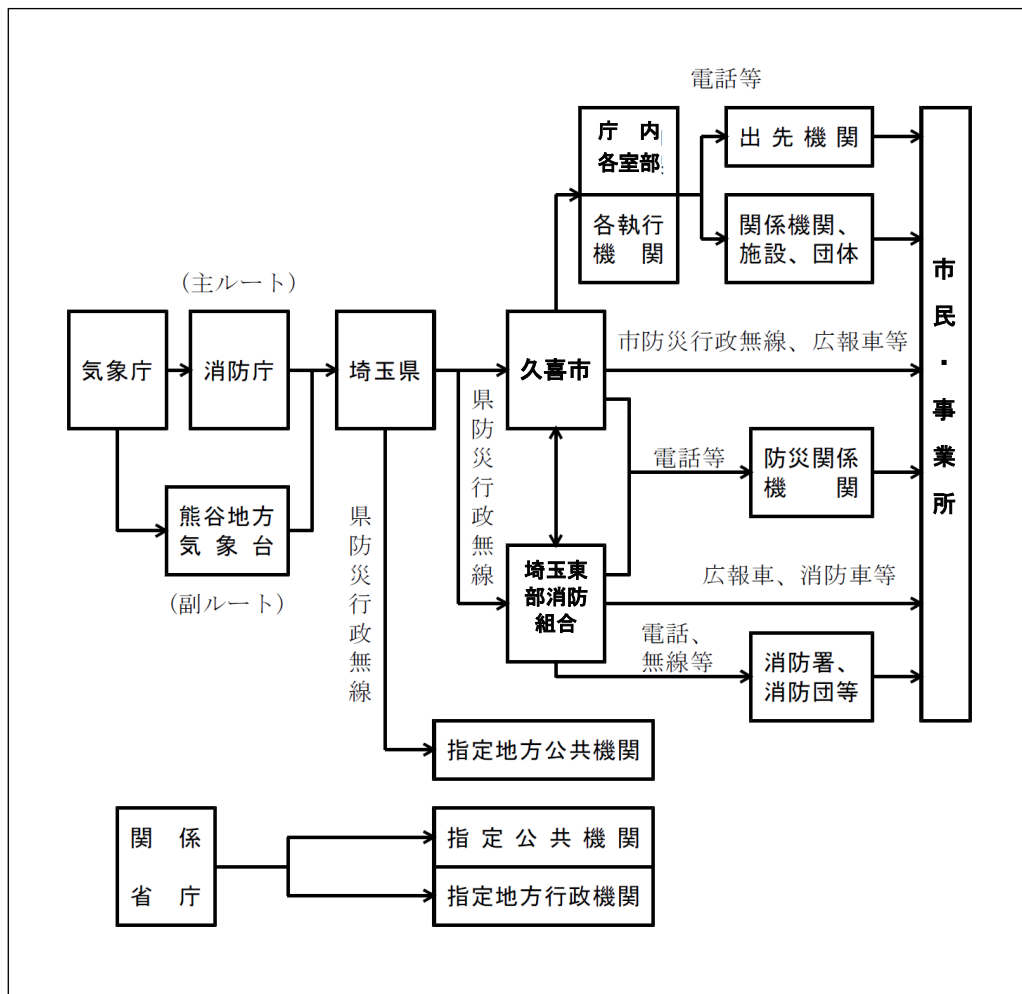 電話等
庁内
各室部
各執行
機関
出先機関
関係機関、
施設、団体
市民・事業所
(主ルート)
気象庁
消防庁
埼玉県
久喜市
市防災行政無線、広報車等
県防災行政無線
電話等
防災関係
機関
熊谷地方
気象台
(副ルート)
県防災行政無線
埼玉東
部消防
組合
広報車、消防車等
電話、
無線等
消防署、
消防団等
指定地方公共機関
関係
省庁
指定公共機関
指定地方行政機関